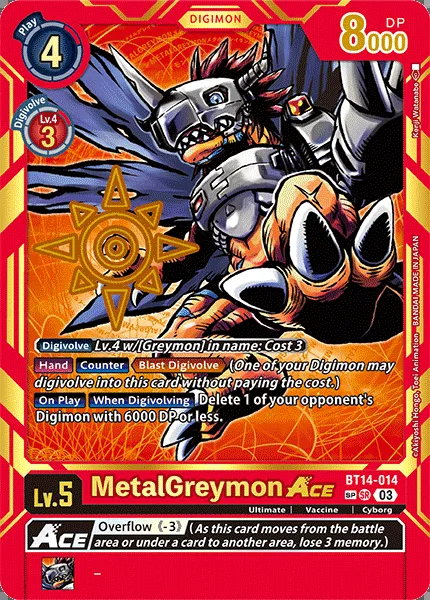 DIGIMON
Play
4
8000 DP
Digivolve
Lv.4
3
Kenji Watanabe
Digivolve Lv.4 w/[Greymon] in name: Cost 3
Hand Counter Blast Digivolve (One of your Digimon may
digivolve into this card without paying the cost.)
On Play When Digivolving Delete 1 of your opponent's
Digimon with 6000 DP or less.
©Akiyoshi Hongo, Toei Animation BANDAI, MADE IN JAPAN
Lv.5
MetalGreymon ACE
BT14-014
SP SR 03
Ultimate | Vaccine | Cyborg
ACE Overflow《-3》(As this card moves from the battle
area or under a card to another area, lose 3 memory.)
–